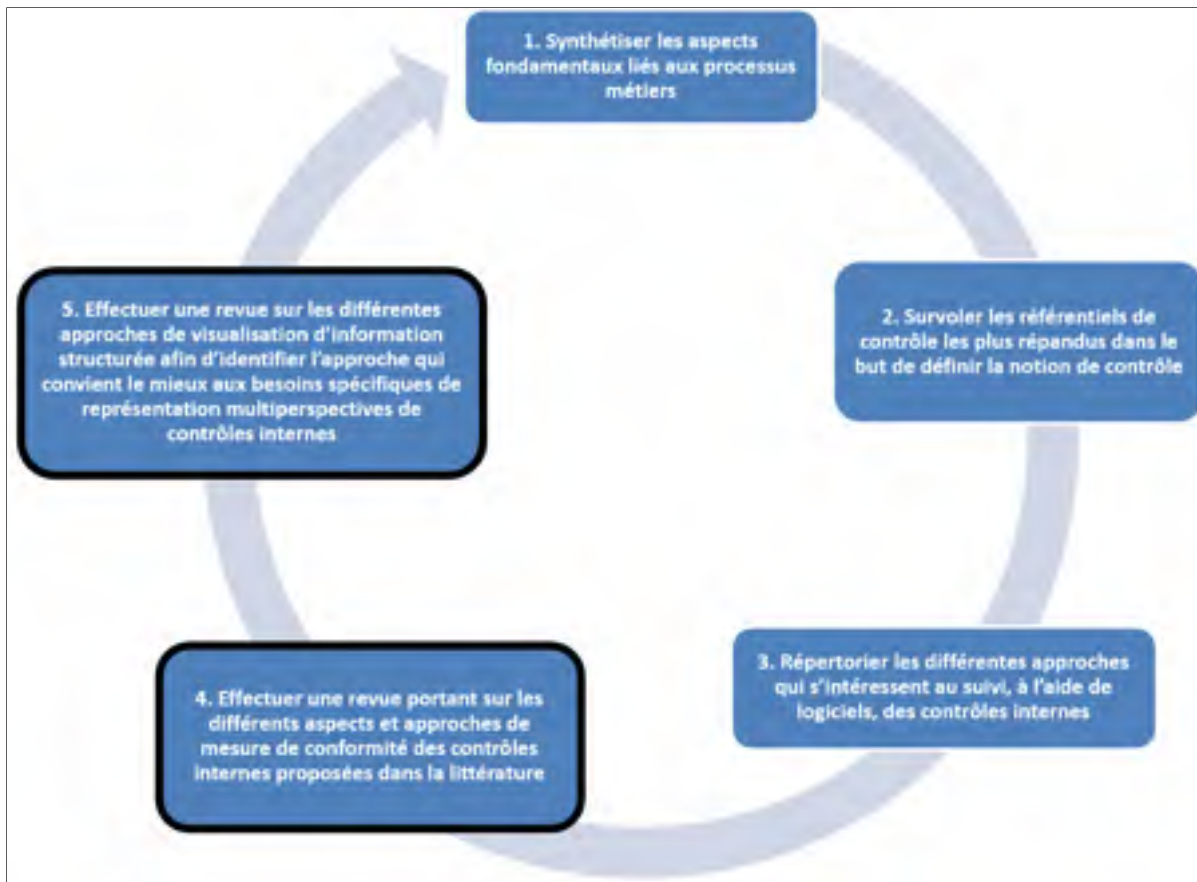 1. Synthétiser les aspects
fondamentaux liés aux processus
métiers
2. Survoler les référentiels de
contrôle les plus répandus dans le
but de définir la notion de contrôle
3. Répertorier les différentes approches
qui s'intéressent au suivi, à l'aide de
logiciels, des contrôles internes
4. Effectuer une revue portant sur les
différents aspects et approches de
mesure de conformité des contrôles
internes proposées dans la littérature
5. Effectuer une revue sur les différentes
approches de visualisation d'information
structurée afin d'identifier l'approche qui
convient le mieux aux besoins spécifiques de
représentation multiperspectives de
contrôles internes